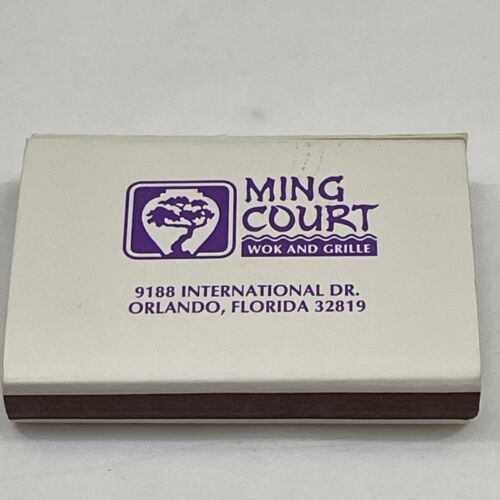 MING
COURT
WOK AND GRILLE
9188 INTERNATIONAL DR.
ORLANDO, FLORIDA 32819